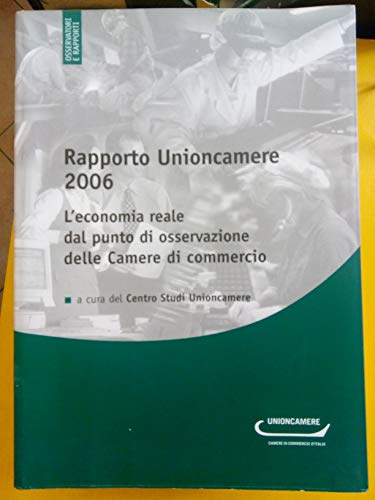 OSSERVATORI
E RAPPORTI
Rapporto Unioncamere
2006
L'economia reale
dal punto di osservazione
delle Camere di commercio
a cura del Centro Studi Unioncamere
UNIONCAMERE
CAMERE DI COMMERCIO D'ITALIA